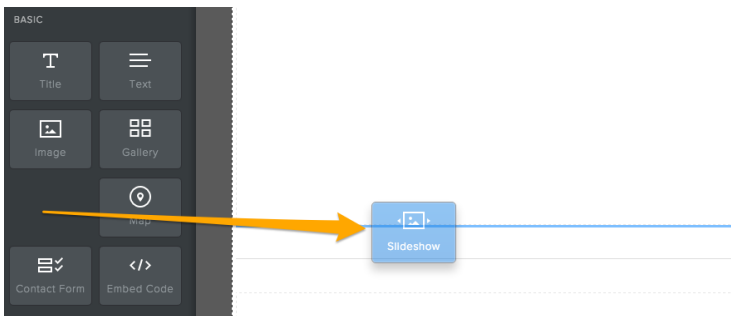 BASIC
Title
Text
Image
Gallery
Map
Slideshow
Contact Form
Embed Code